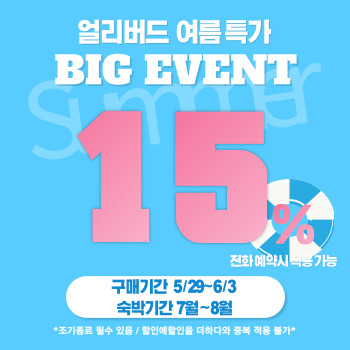 얼리버드 여름 특가
Summer
BIG EVENT
15
%
전화 예약시 적용 가능
구매기간 5/29~6/3
숙박기간 7월~8월
*조기종료 될수 있음 / 할인에할인을 더하다와 중복 적용 불가*